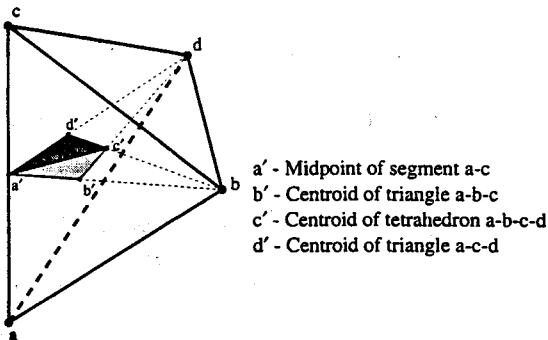 c
d
d′
c′
a′
b′
b
a
a′ - Midpoint of segment a-c
b′ - Centroid of triangle a-b-c
c′ - Centroid of tetrahedron a-b-c-d
d′ - Centroid of triangle a-c-d